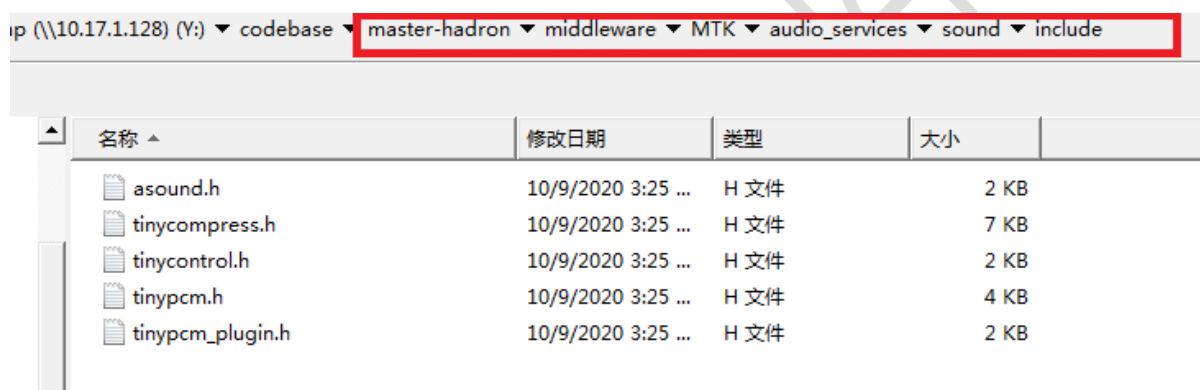 ap (\\10.17.1.128) (Y:) ▼ codebase ▼ master-hadron ▼ middleware ▼ MTK ▼ audio_services ▼ sound ▼ include
名称 修改日期 类型 大小
asound.h 10/9/2020 3:25 ... H 文件 2 KB
tinycompress.h 10/9/2020 3:25 ... H 文件 7 KB
tinycontrol.h 10/9/2020 3:25 ... H 文件 2 KB
tinypcm.h 10/9/2020 3:25 ... H 文件 4 KB
tinypcm_plugin.h 10/9/2020 3:25 ... H 文件 2 KB